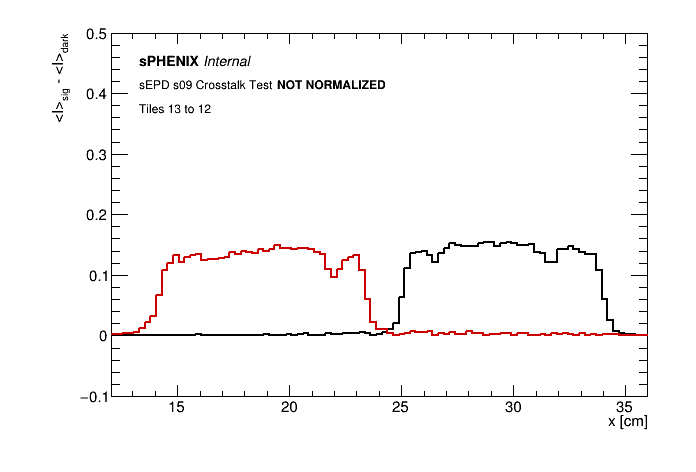 <I>sig - <I>dark
0.5
0.4
0.3
0.2
0.1
0
−0.1
sPHENIX Internal
sEPD s09 Crosstalk Test NOT NORMALIZED
Tiles 13 to 12
15 20 25 30 35
x [cm]